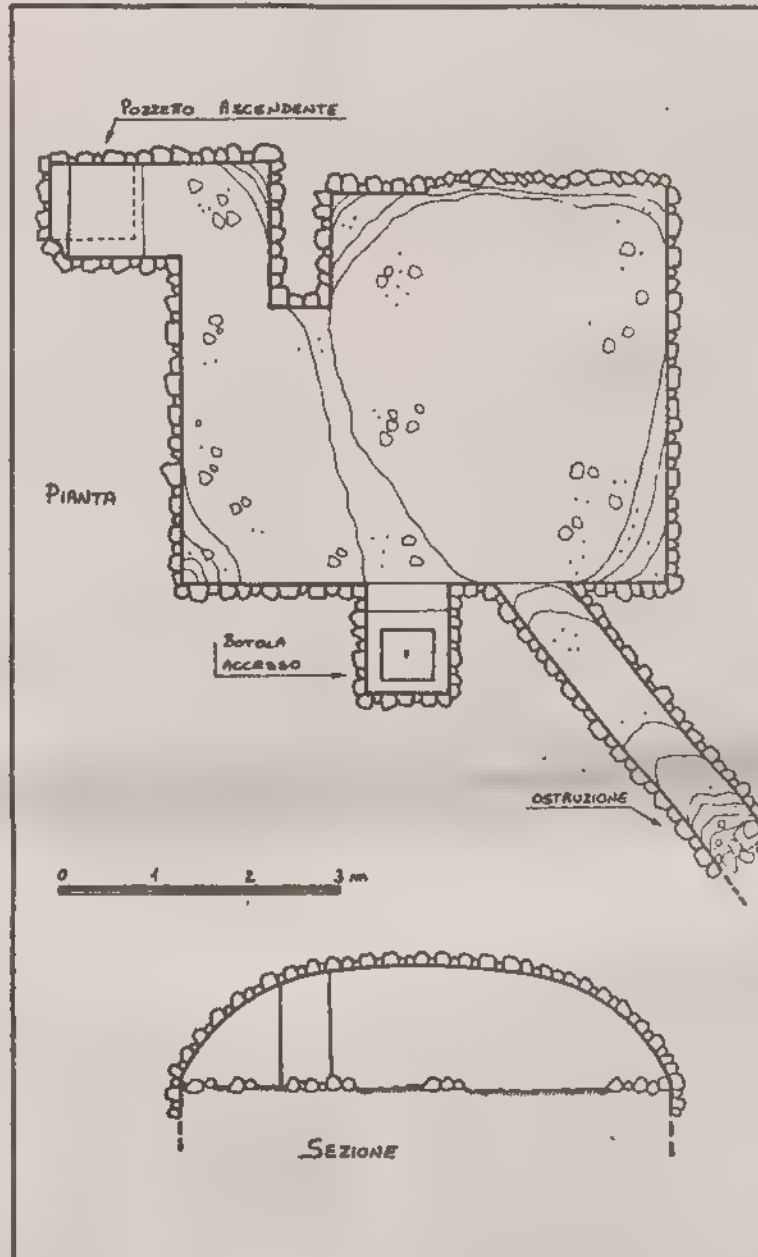 POZZETTO ASCENDENTE
PIANTA
BOTOLA
ACCESSO
OSTRUZIONE
0 1 2 3 m
SEZIONE